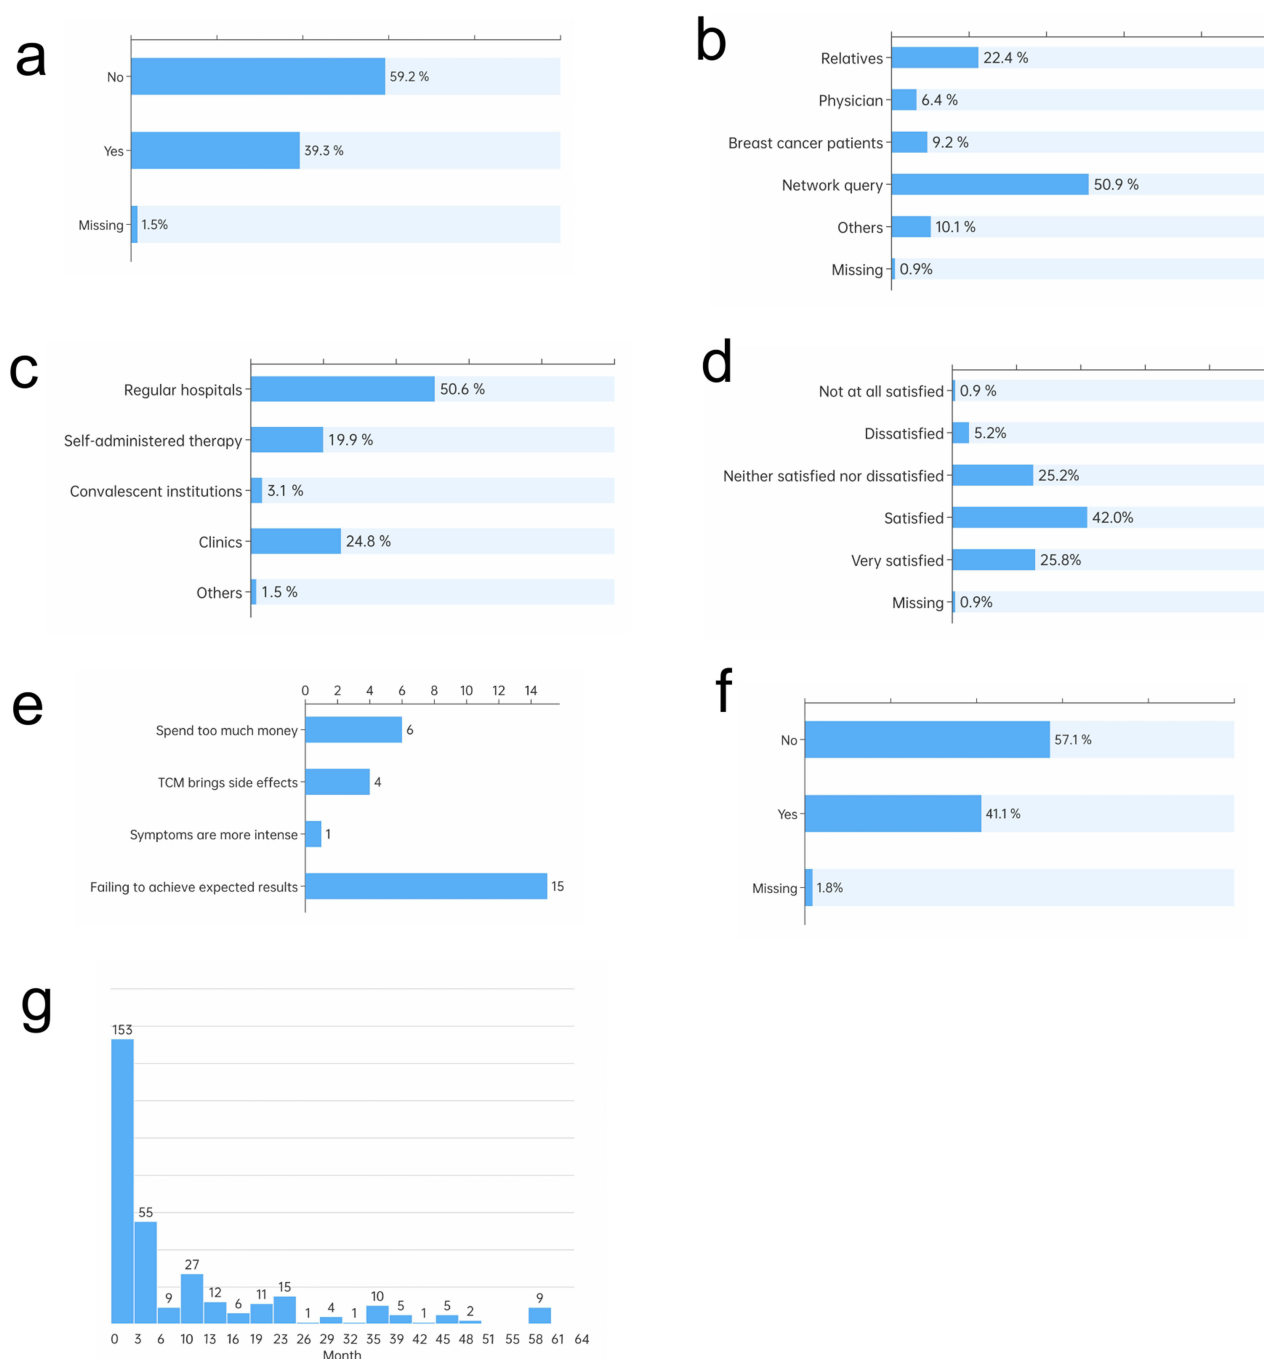 a
No
59.2 %
Yes
39.3 %
Missing
1.5%
b
Relatives
22.4 %
Physician
6.4 %
Breast cancer patients
9.2 %
Network query
50.9 %
Others
10.1 %
Missing
0.9%
c
Regular hospitals
50.6 %
Self-administered therapy
19.9 %
Convalescent institutions
3.1 %
Clinics
24.8 %
Others
1.5 %
d
Not at all satisfied
0.9 %
Dissatisfied
5.2%
Neither satisfied nor dissatisfied
25.2%
Satisfied
42.0%
Very satisfied
25.8%
Missing
0.9%
e
0 2 4 6 8 10 12 14
Spend too much money
6
TCM brings side effects
4
Symptoms are more intense
1
Failing to achieve expected results
15
f
No
57.1 %
Yes
41.1 %
Missing
1.8%
g
153
55
9
27
12
6
11
15
1
4
1
10
5
1
5
2
9
0 3 6 10 13 16 19 23 26 29 32 35 39 42 45 48 51 55 58 61 64
Month